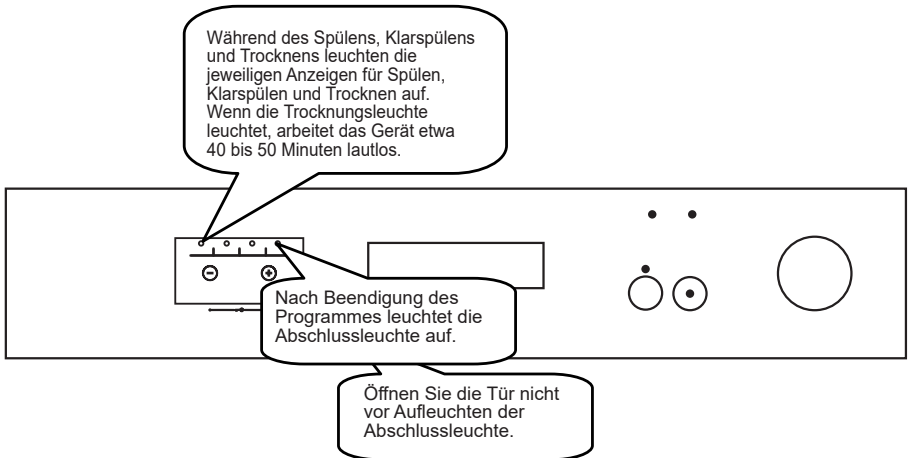 Während des Spülens, Klarspülens
und Trocknens leuchten die
jeweiligen Anzeigen für Spülen,
Klarspülen und Trocknen auf.
Wenn die Trocknungsleuchte
leuchtet, arbeitet das Gerät etwa
40 bis 50 Minuten lautlos.
Nach Beendigung des
Programmes leuchtet die
Abschlussleuchte auf.
Öffnen Sie die Tür nicht
vor Aufleuchten der
Abschlussleuchte.